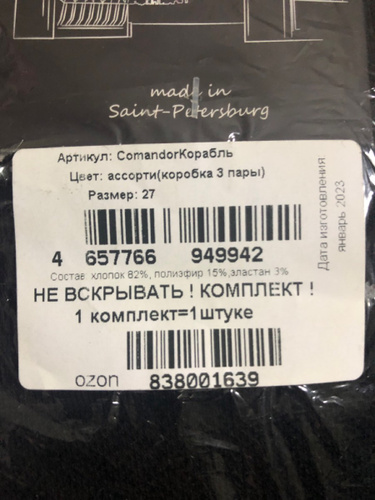 made in
Saint-Petersburg
Артикул: ComandorКорабль
Цвет: ассорти(коробка 3 пары)
Размер: 27
4 657766 949942
Состав: хлопок 82%, полиэфир 15%,эластан 3%
НЕ ВСКРЫВАТЬ ! КОМПЛЕКТ !
1 комплект=1штуке
ozon 838001639
Дата изготовления
январь 2023